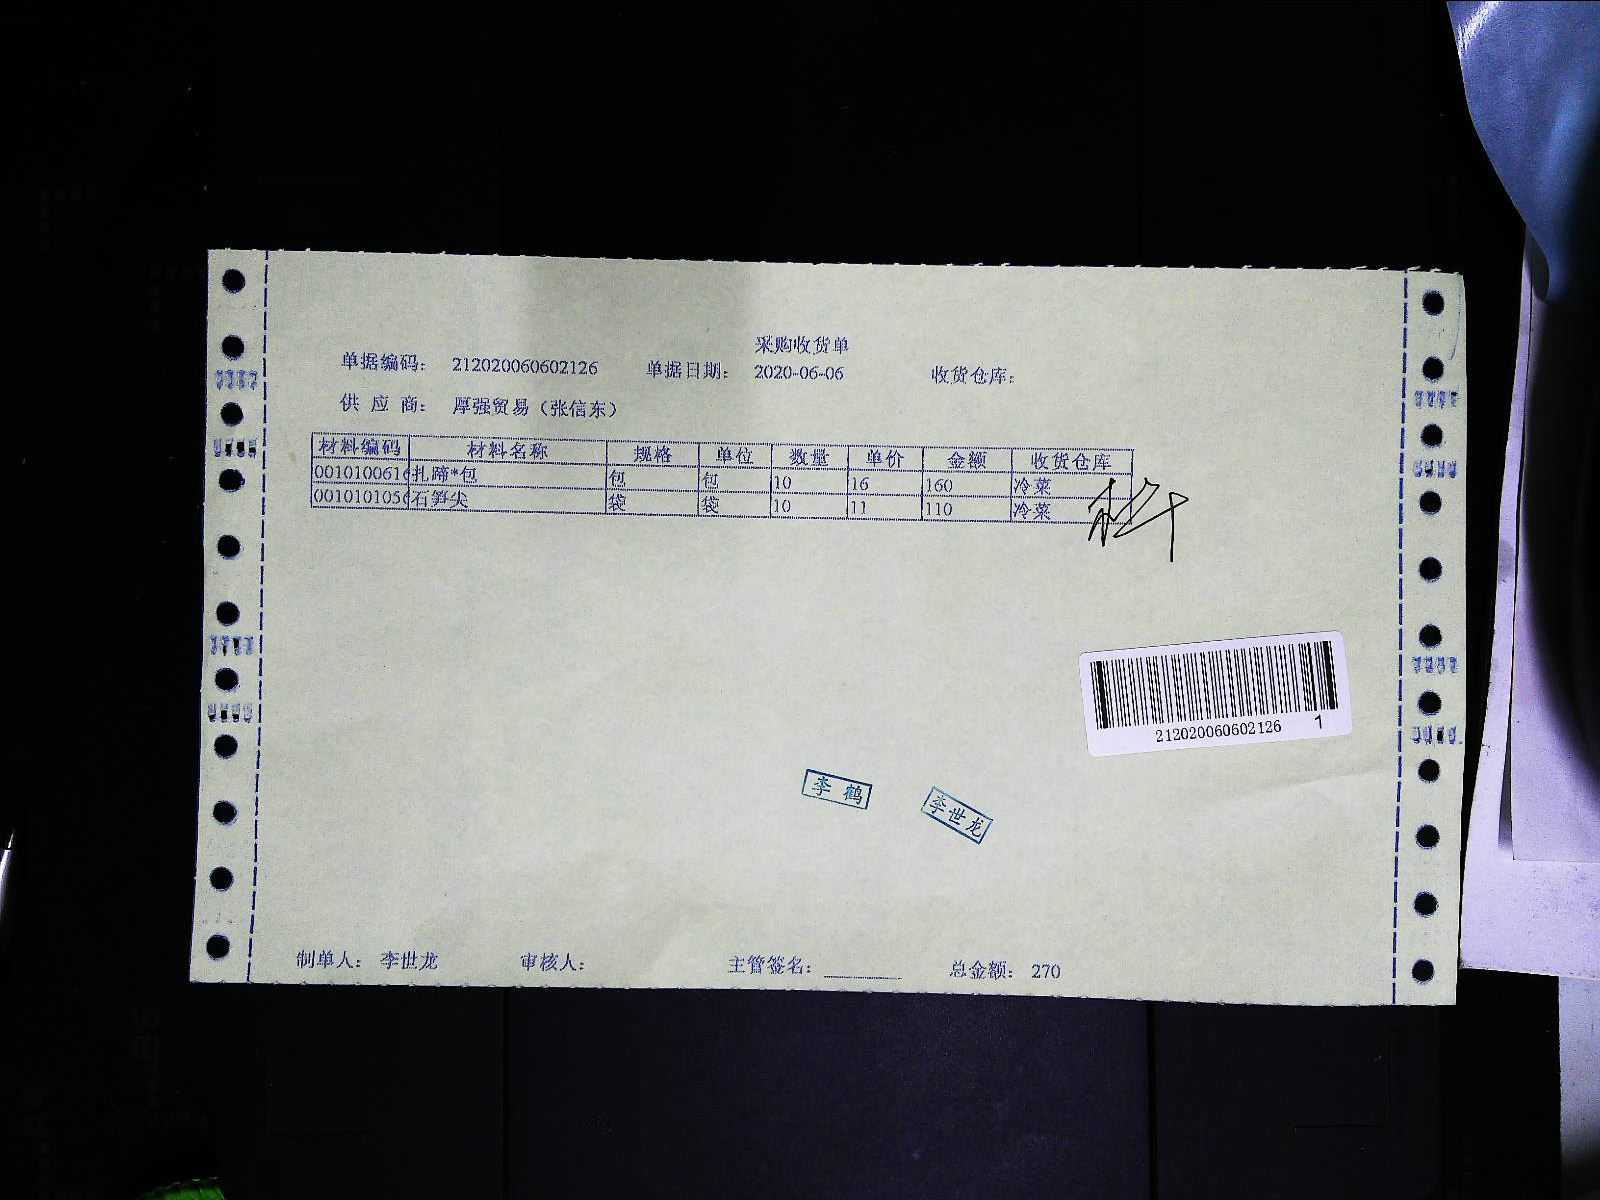 采购收货单
单据编码: 212020060602126 单据日期: 2020-06-06 收货仓库:
供 应 商: 厚强贸易（张信东）
材料编码 材料名称 规格 单位 数量 单价 金额 收货仓库
0010100616 扎蹄*包 包 包 10 16 160 冷菜
0010101056 石笋尖 袋 袋 10 11 110 冷菜
212020060602126 1
李 鹤
李世龙
制单人: 李世龙 审核人: 主管签名: 总金额: 270